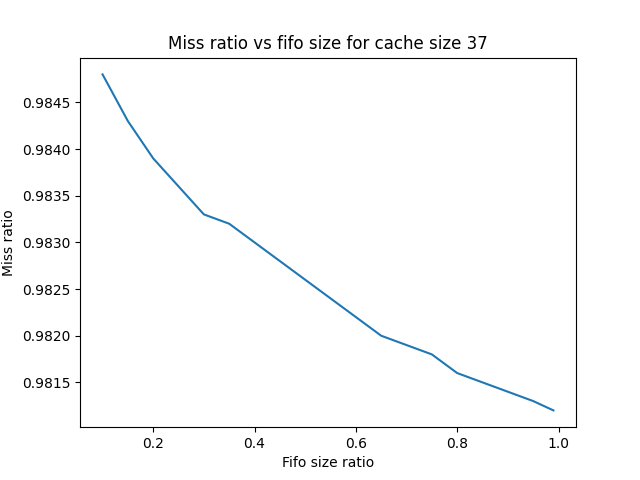 Miss ratio vs fifo size for cache size 37
0.9845
0.9840
0.9835
0.9830
0.9825
0.9820
0.9815
Miss ratio
0.2 0.4 0.6 0.8 1.0
Fifo size ratio